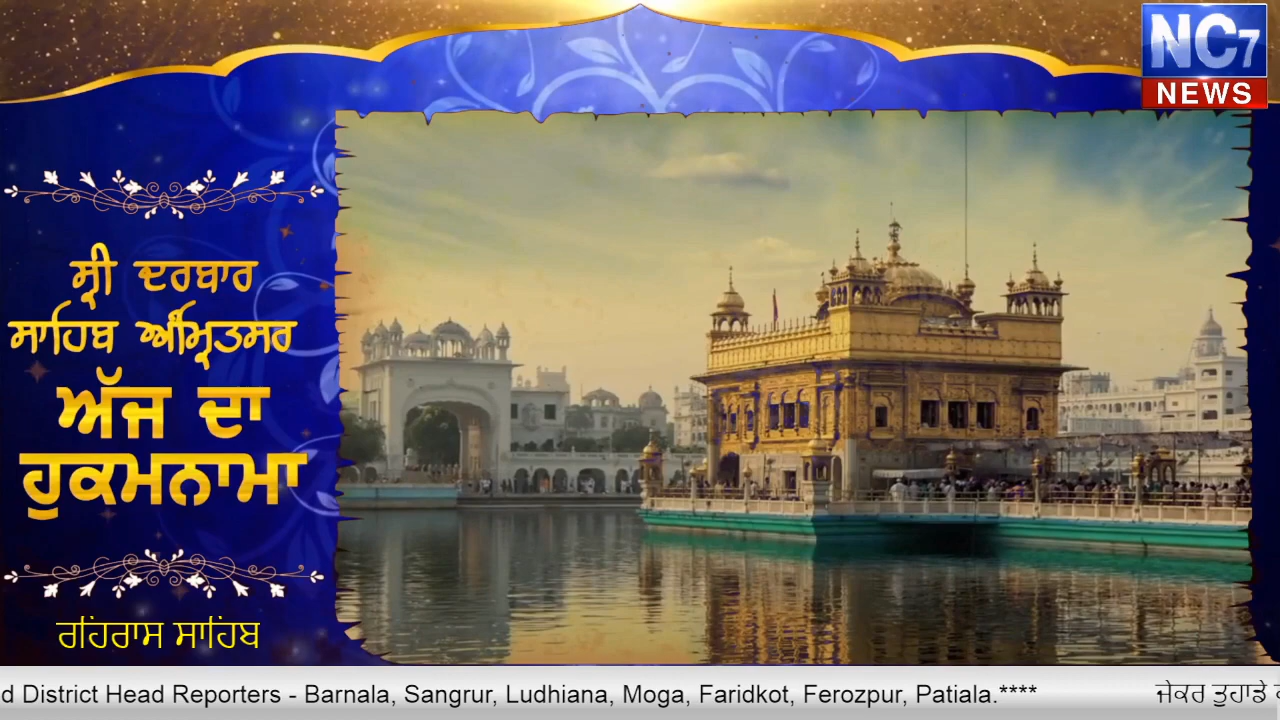 NC7
NEWS
ਸ੍ਰੀ ਦਰਬਾਰ
ਸਾਹਿਬ ਅੰਮ੍ਰਿਤਸਰ
ਅੱਜ ਦਾ
ਹੁਕਮਨਾਮਾ
ਰਹਿਰਾਸ ਸਾਹਿਬ
d District Head Reporters - Barnala, Sangrur, Ludhiana, Moga, Faridkot, Ferozpur, Patiala.**** ਜੇਕਰ ਤੁਹਾਡੇ